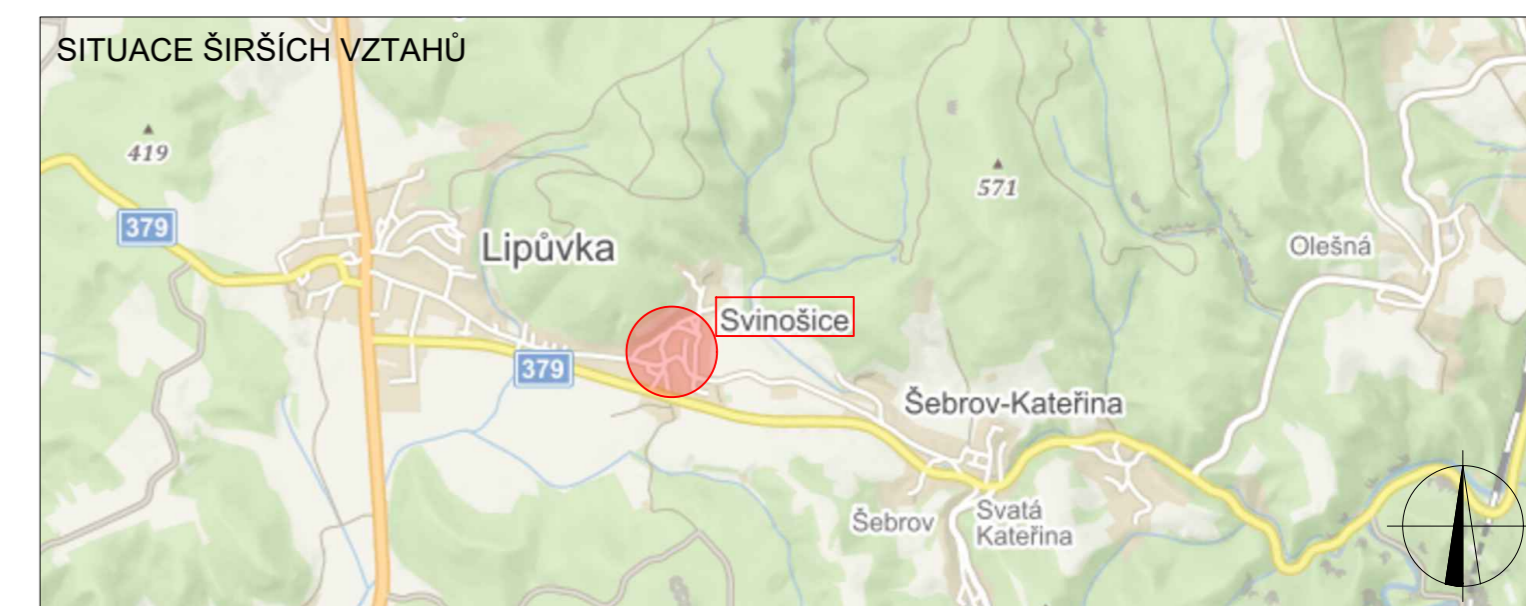 SITUACE ŠIRŠÍCH VZTAHŮ
419
571
379
Lipůvka
Olešná
Svinošice
379
Šebrov-Kateřina
Šebrov
Svatá
Kateřina